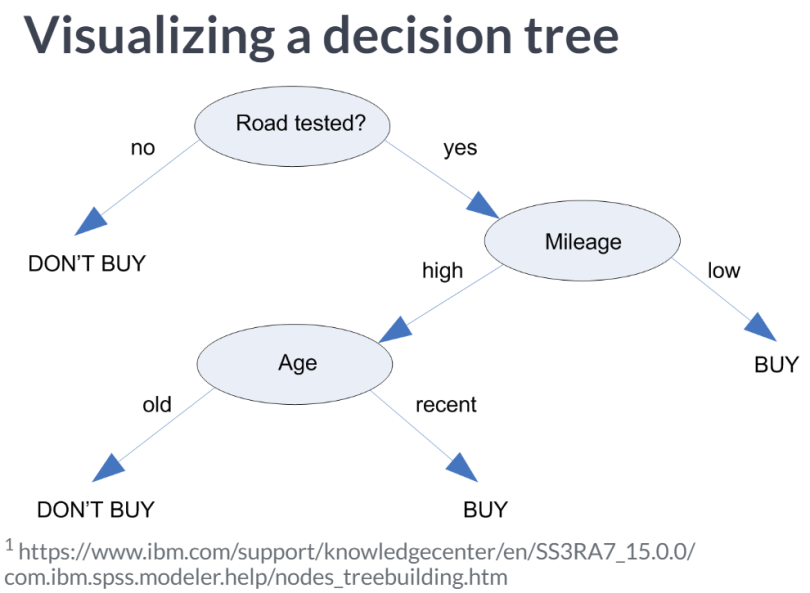 Visualizing a decision tree
Road tested?
no
yes
DON'T BUY
Mileage
high
low
Age
BUY
old
recent
DON'T BUY
BUY
1 https://www.ibm.com/support/knowledgecenter/en/SS3RA7_15.0.0/
com.ibm.spss.modeler.help/nodes_treebuilding.htm